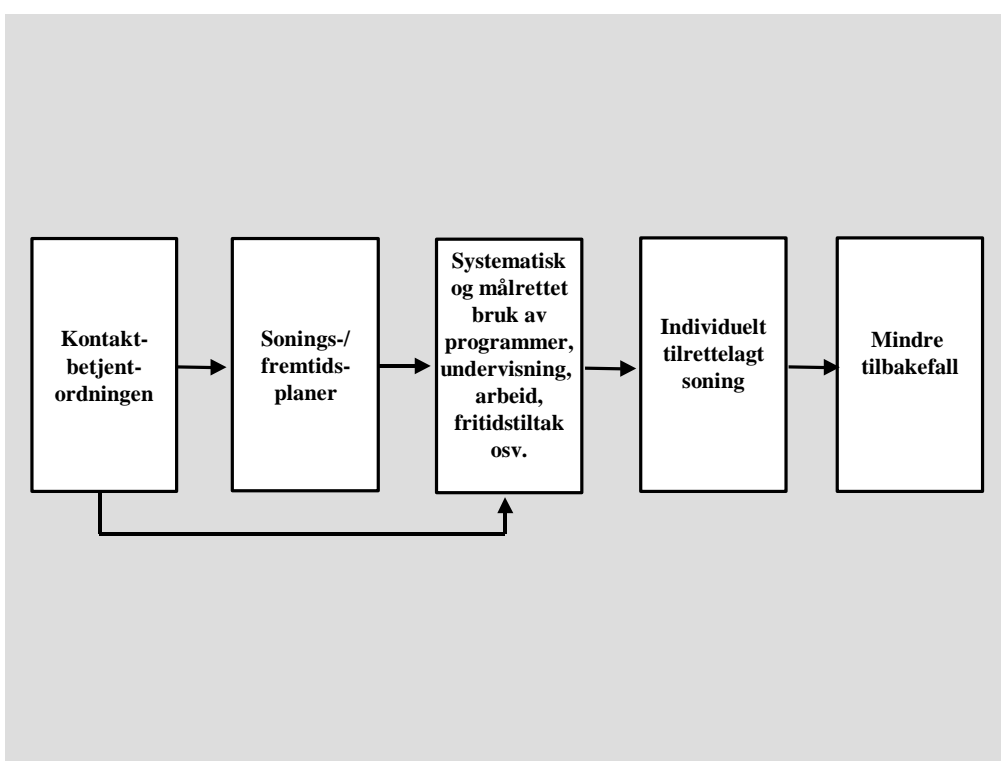 Kontakt-
betjent-
ordningen
Sonings-/
fremtids-
planer
Systematisk
og målrettet
bruk av
programmer,
undervisning,
arbeid,
fritidstiltak
osv.
Individuelt
tilrettelagt
soning
Mindre
tilbakefall